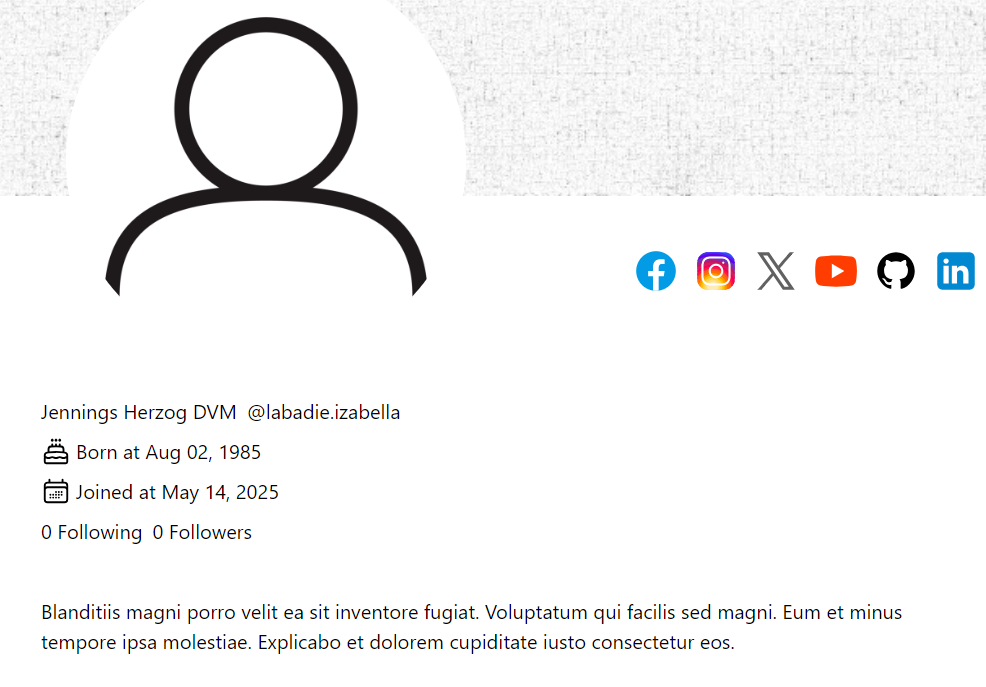 Jennings Herzog DVM @labadie.izabella
Born at Aug 02, 1985
Joined at May 14, 2025
0 Following 0 Followers
Blanditiis magni porro velit ea sit inventore fugiat. Voluptatum qui facilis sed magni. Eum et minus
tempore ipsa molestiae. Explicabo et dolorem cupiditate iusto consectetur eos.